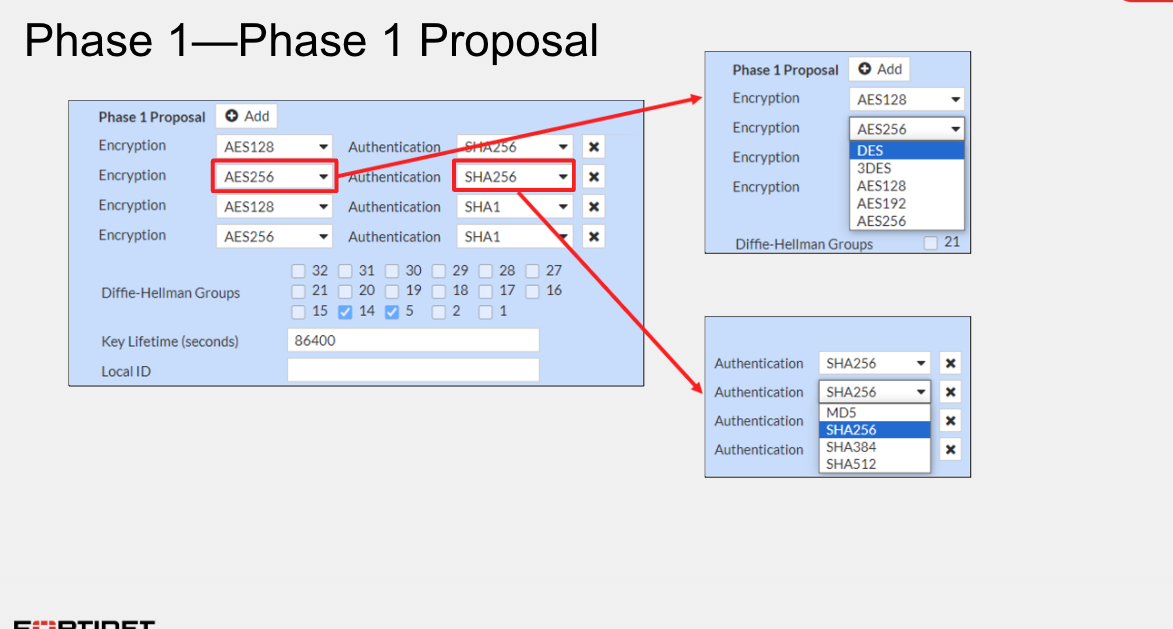 Phase 1—Phase 1 Proposal
Phase 1 Proposal Add
Encryption AES128 Authentication SHA256
Encryption AES256 Authentication SHA256
Encryption AES128 Authentication SHA1
Encryption AES256 Authentication SHA1
32 31 30 29 28 27
Diffie-Hellman Groups 21 20 19 18 17 16
15 14 5 2 1
Key Lifetime (seconds) 86400
Local ID
Phase 1 Proposal Add
Encryption AES128
Encryption AES256
DES
Encryption
3DES
Encryption AES128
AES192
AES256
Diffie-Hellman Groups 21
Authentication SHA256
Authentication SHA256
MD5
Authentication SHA256
SHA384
Authentication
SHA512
FORTINET